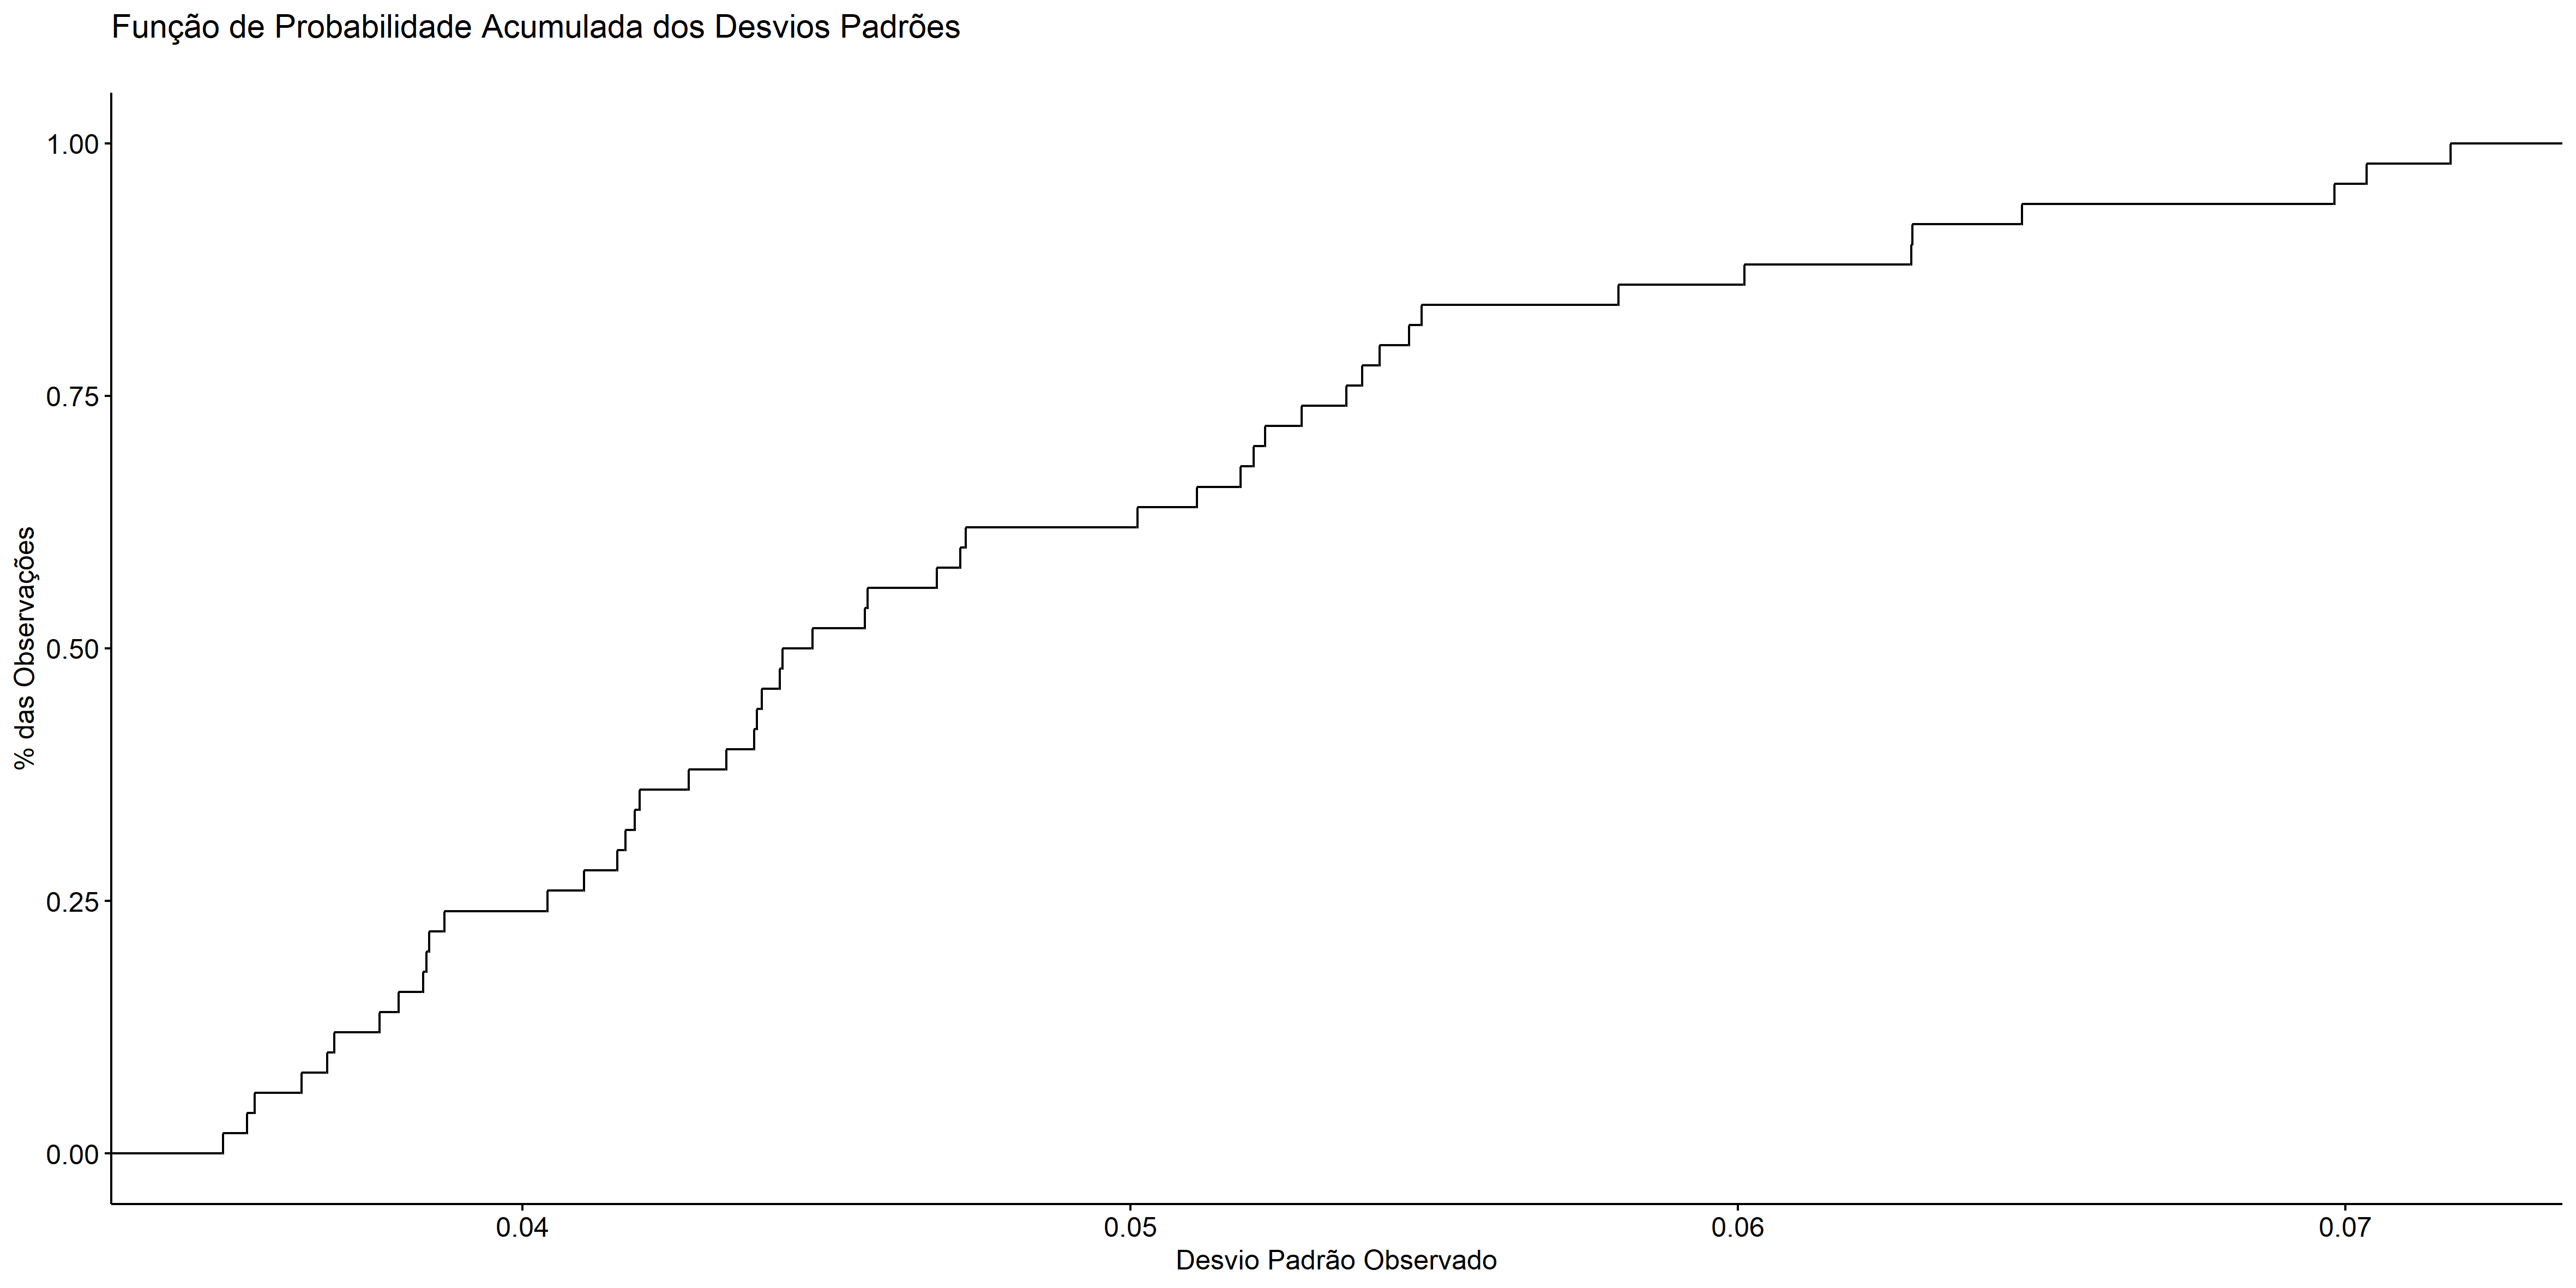 Função de Probabilidade Acumulada dos Desvios Padrões
1.00
0.75
0.50
0.25
0.00
% das Observações
0.04 0.05 0.06 0.07
Desvio Padrão Observado